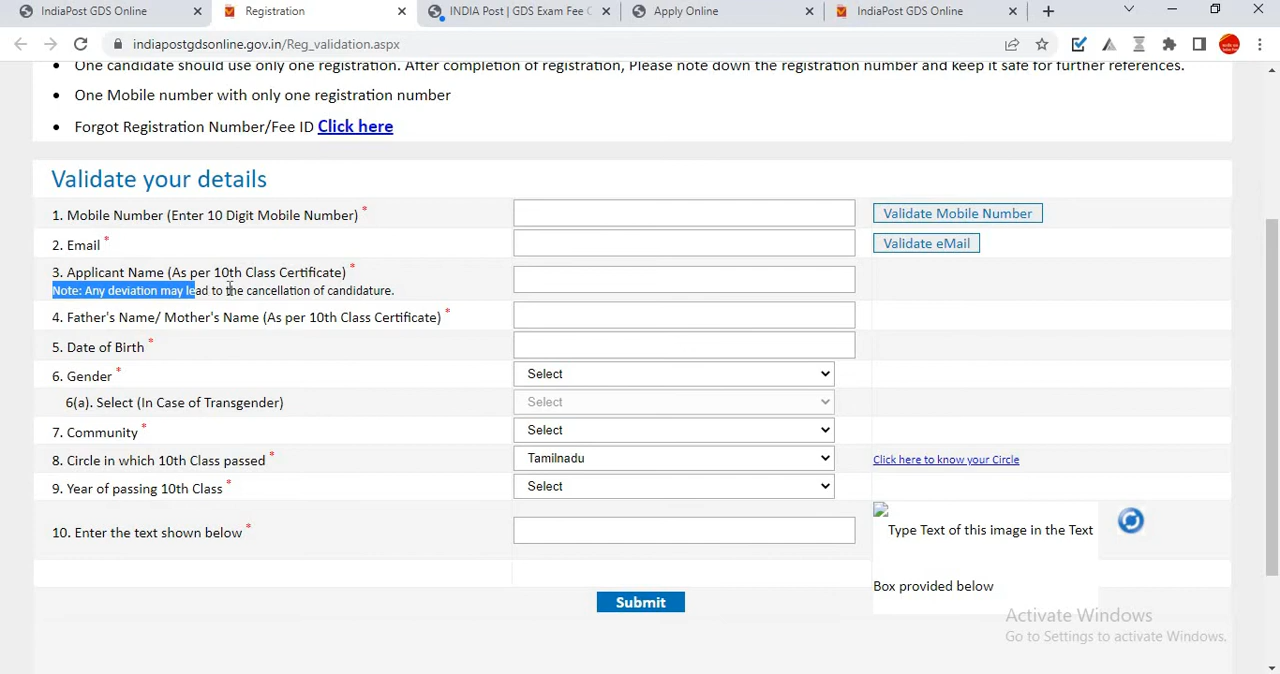 IndiaPost GDS Online
Registration
INDIA Post | GDS Exam Fee C
Apply Online
IndiaPost GDS Online
indiapostgdsonline.gov.in/Reg_validation.aspx
• One candidate should use only one registration. After completion of registration, Please note down the registration number and keep it safe for further references.
• One Mobile number with only one registration number
• Forgot Registration Number/Fee ID Click here
Validate your details
1. Mobile Number (Enter 10 Digit Mobile Number) *
Validate Mobile Number
2. Email *
Validate eMail
3. Applicant Name (As per 10th Class Certificate) *
Note: Any deviation may lead to the cancellation of candidature.
4. Father's Name/ Mother's Name (As per 10th Class Certificate) *
5. Date of Birth *
6. Gender *
Select
6(a). Select (In Case of Transgender)
Select
7. Community *
Select
8. Circle in which 10th Class passed *
Tamilnadu
Click here to know your Circle
9. Year of passing 10th Class *
Select
10. Enter the text shown below *
Type Text of this image in the Text
Box provided below
Submit
Activate Windows
Go to Settings to activate Windows.